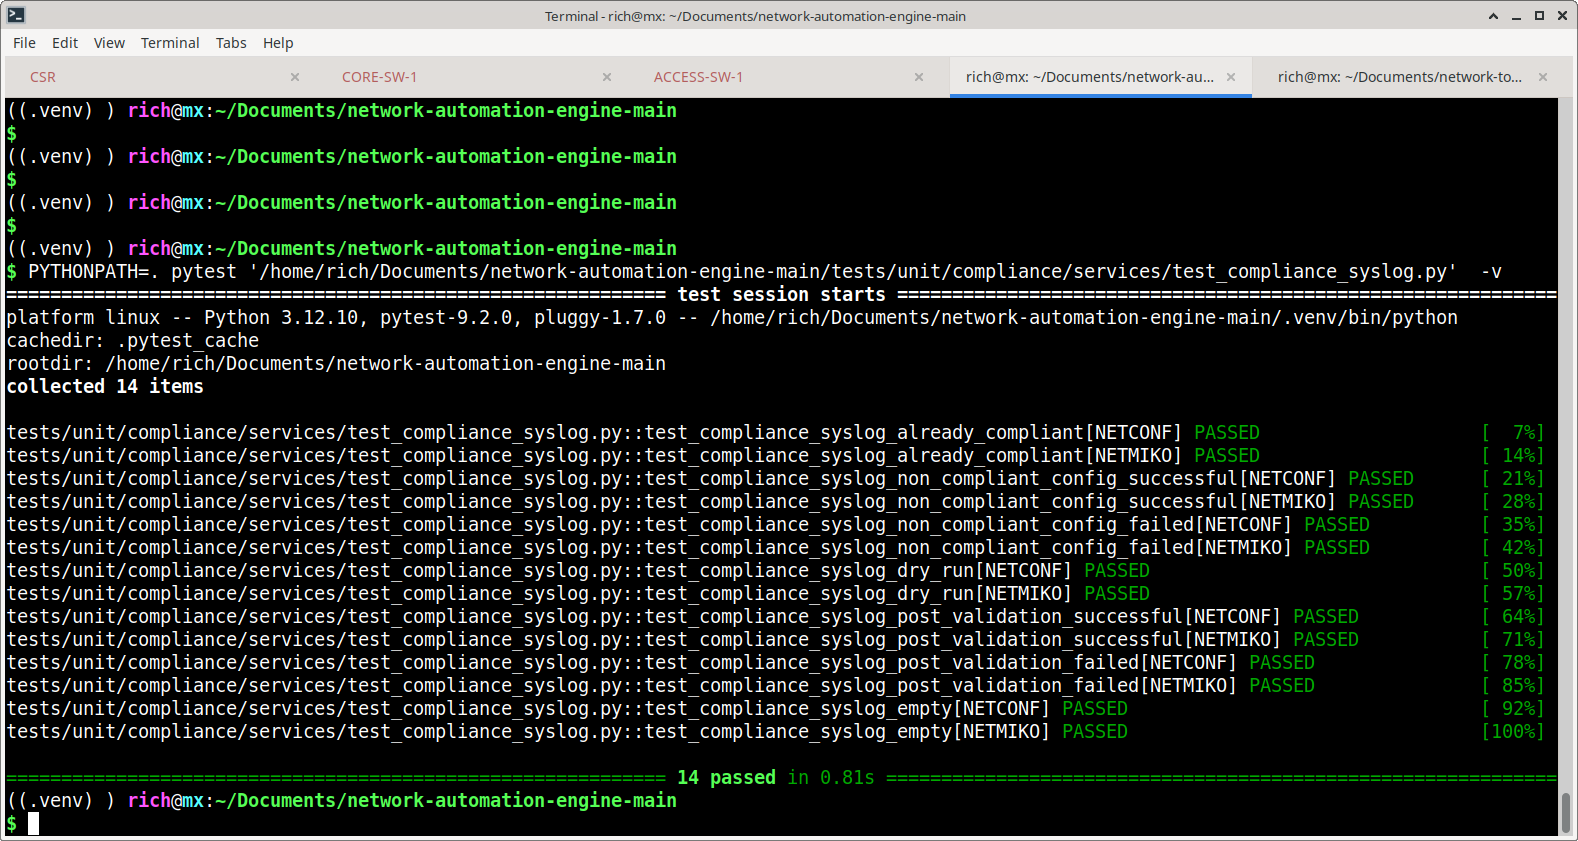 Terminal - rich@mx: ~/Documents/network-automation-engine-main
File Edit View Terminal Tabs Help
CSR CORE-SW-1 ACCESS-SW-1 rich@mx: ~/Documents/network-au... rich@mx: ~/Documents/network-to...
((.venv) ) rich@mx:~/Documents/network-automation-engine-main
$
((.venv) ) rich@mx:~/Documents/network-automation-engine-main
$
((.venv) ) rich@mx:~/Documents/network-automation-engine-main
$
((.venv) ) rich@mx:~/Documents/network-automation-engine-main
$ PYTHONPATH=. pytest '/home/rich/Documents/network-automation-engine-main/tests/unit/compliance/services/test_compliance_syslog.py'  -v
============================================================ test session starts ============================================================
platform linux -- Python 3.12.10, pytest-9.2.0, pluggy-1.7.0 -- /home/rich/Documents/network-automation-engine-main/.venv/bin/python
cachedir: .pytest_cache
rootdir: /home/rich/Documents/network-automation-engine-main
collected 14 items
tests/unit/compliance/services/test_compliance_syslog.py::test_compliance_syslog_already_compliant[NETCONF] PASSED [  7%]
tests/unit/compliance/services/test_compliance_syslog.py::test_compliance_syslog_already_compliant[NETMIKO] PASSED [ 14%]
tests/unit/compliance/services/test_compliance_syslog.py::test_compliance_syslog_non_compliant_config_successful[NETCONF] PASSED [ 21%]
tests/unit/compliance/services/test_compliance_syslog.py::test_compliance_syslog_non_compliant_config_successful[NETMIKO] PASSED [ 28%]
tests/unit/compliance/services/test_compliance_syslog.py::test_compliance_syslog_non_compliant_config_failed[NETCONF] PASSED [ 35%]
tests/unit/compliance/services/test_compliance_syslog.py::test_compliance_syslog_non_compliant_config_failed[NETMIKO] PASSED [ 42%]
tests/unit/compliance/services/test_compliance_syslog.py::test_compliance_syslog_dry_run[NETCONF] PASSED [ 50%]
tests/unit/compliance/services/test_compliance_syslog.py::test_compliance_syslog_dry_run[NETMIKO] PASSED [ 57%]
tests/unit/compliance/services/test_compliance_syslog.py::test_compliance_syslog_post_validation_successful[NETCONF] PASSED [ 64%]
tests/unit/compliance/services/test_compliance_syslog.py::test_compliance_syslog_post_validation_successful[NETMIKO] PASSED [ 71%]
tests/unit/compliance/services/test_compliance_syslog.py::test_compliance_syslog_post_validation_failed[NETCONF] PASSED [ 78%]
tests/unit/compliance/services/test_compliance_syslog.py::test_compliance_syslog_post_validation_failed[NETMIKO] PASSED [ 85%]
tests/unit/compliance/services/test_compliance_syslog.py::test_compliance_syslog_empty[NETCONF] PASSED [ 92%]
tests/unit/compliance/services/test_compliance_syslog.py::test_compliance_syslog_empty[NETMIKO] PASSED [100%]
============================================================ 14 passed in 0.81s =============================================================
((.venv) ) rich@mx:~/Documents/network-automation-engine-main
$